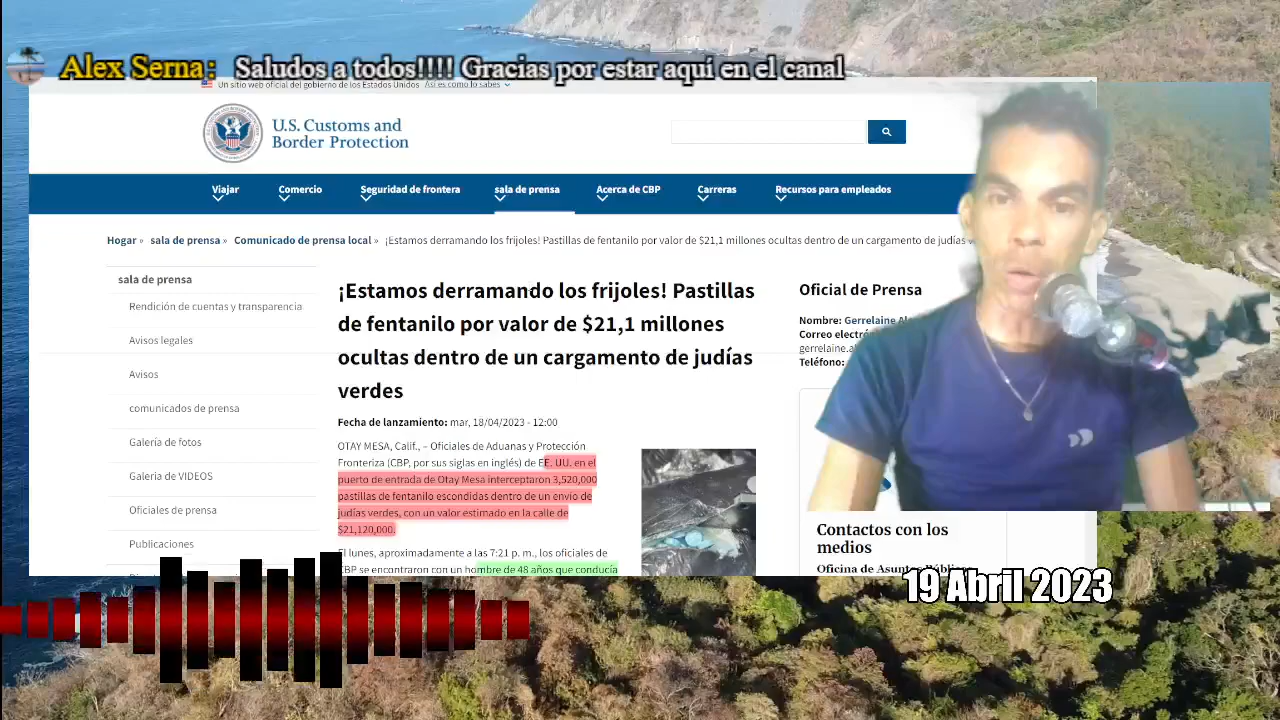 Alex Serna: Saludos a todos!!!! Gracias por estar aquí en el canal
Un sitio web oficial del gobierno de los Estados Unidos Así es como lo sabes
U.S. Customs and
Border Protection
Viajar Comercio Seguridad de frontera sala de prensa Acerca de CBP Carreras Recursos para empleados
Hogar » sala de prensa » Comunicado de prensa local » ¡Estamos derramando los frijoles! Pastillas de fentanilo por valor de $21,1 millones ocultas dentro de un cargamento de judías
sala de prensa
Rendición de cuentas y transparencia
Avisos legales
Avisos
comunicados de prensa
Galería de fotos
Galeria de VIDEOS
Oficiales de prensa
Publicaciones
¡Estamos derramando los frijoles! Pastillas
de fentanilo por valor de $21,1 millones
ocultas dentro de un cargamento de judías
verdes
Fecha de lanzamiento: mar, 18/04/2023 - 12:00
OTAY MESA, Calif., – Oficiales de Aduanas y Protección
Fronteriza (CBP, por sus siglas en inglés) de EE. UU. en el
puerto de entrada de Otay Mesa interceptaron 3,520,000
pastillas de fentanilo escondidas dentro de un envío de
judías verdes, con un valor estimado en la calle de
$21,120,000.
El lunes, aproximadamente a las 7:21 p. m., los oficiales de
CBP se encontraron con un hombre de 48 años que conducía
Oficial de Prensa
Nombre: Gerrelaine
Correo
Teléfono:
Contactos con los
medios
Oficina de Asuntos Públicos
19 Abril 2023